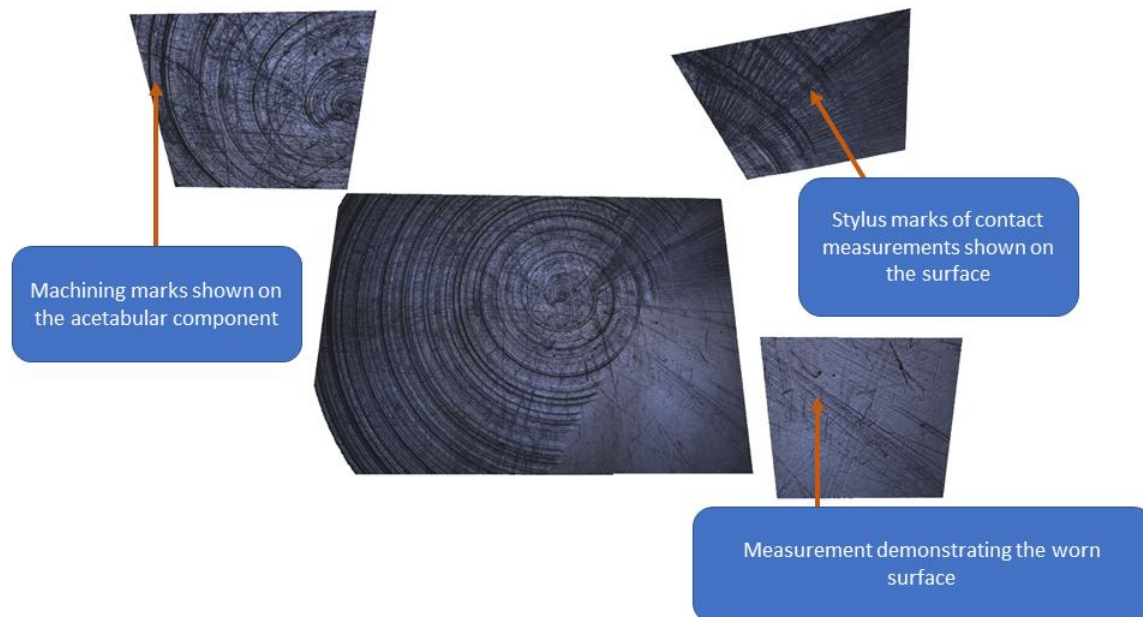 Machining marks shown on
the acetabular component
Stylus marks of contact
measurements shown on
the surface
Measurement demonstrating the worn
surface